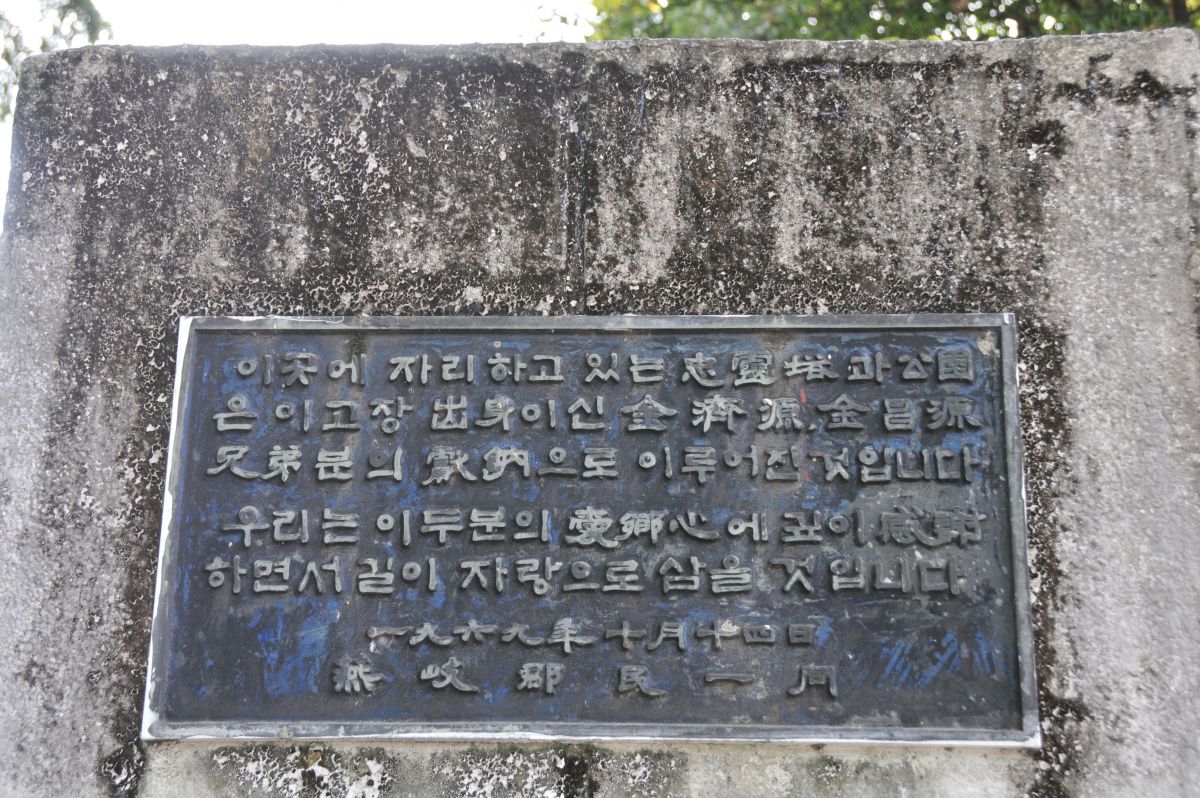 이곳에 자리하고 있는 忠靈塔과 公園
은 이고장 出身이신 金濟源, 金昌源
兄弟분의 獻納으로 이루어진 것입니다
우리는 이두분의 愛鄕心에 깊이 感謝
하면서 길이 자랑으로 삼을 것입니다
一九六九年 十月十四日
燕岐郡民一同